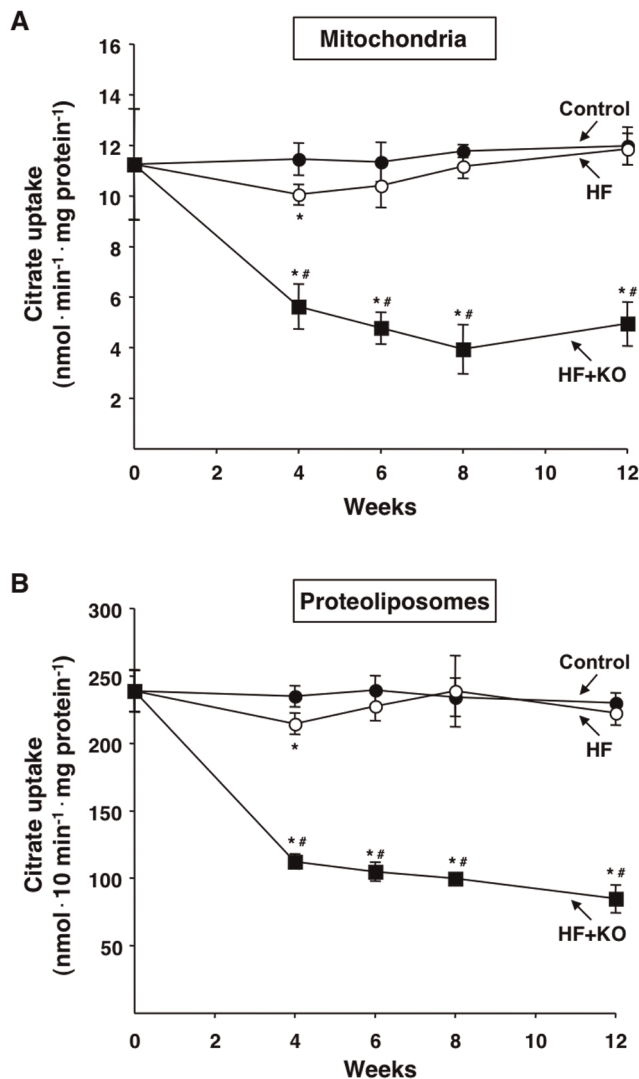 A
Mitochondria
Citrate uptake
(nmol · min⁻¹ · mg protein⁻¹)
16
14
12
10
8
6
4
2
Control
HF
*
* #
* #
* #
* #
HF+KO
0 2 4 6 8 10 12
Weeks
B
Proteoliposomes
Citrate uptake
(nmol · 10 min⁻¹ · mg protein⁻¹)
300
250
200
150
100
50
Control
HF
*
* #
* #
* #
* #
HF+KO
0 2 4 6 8 10 12
Weeks